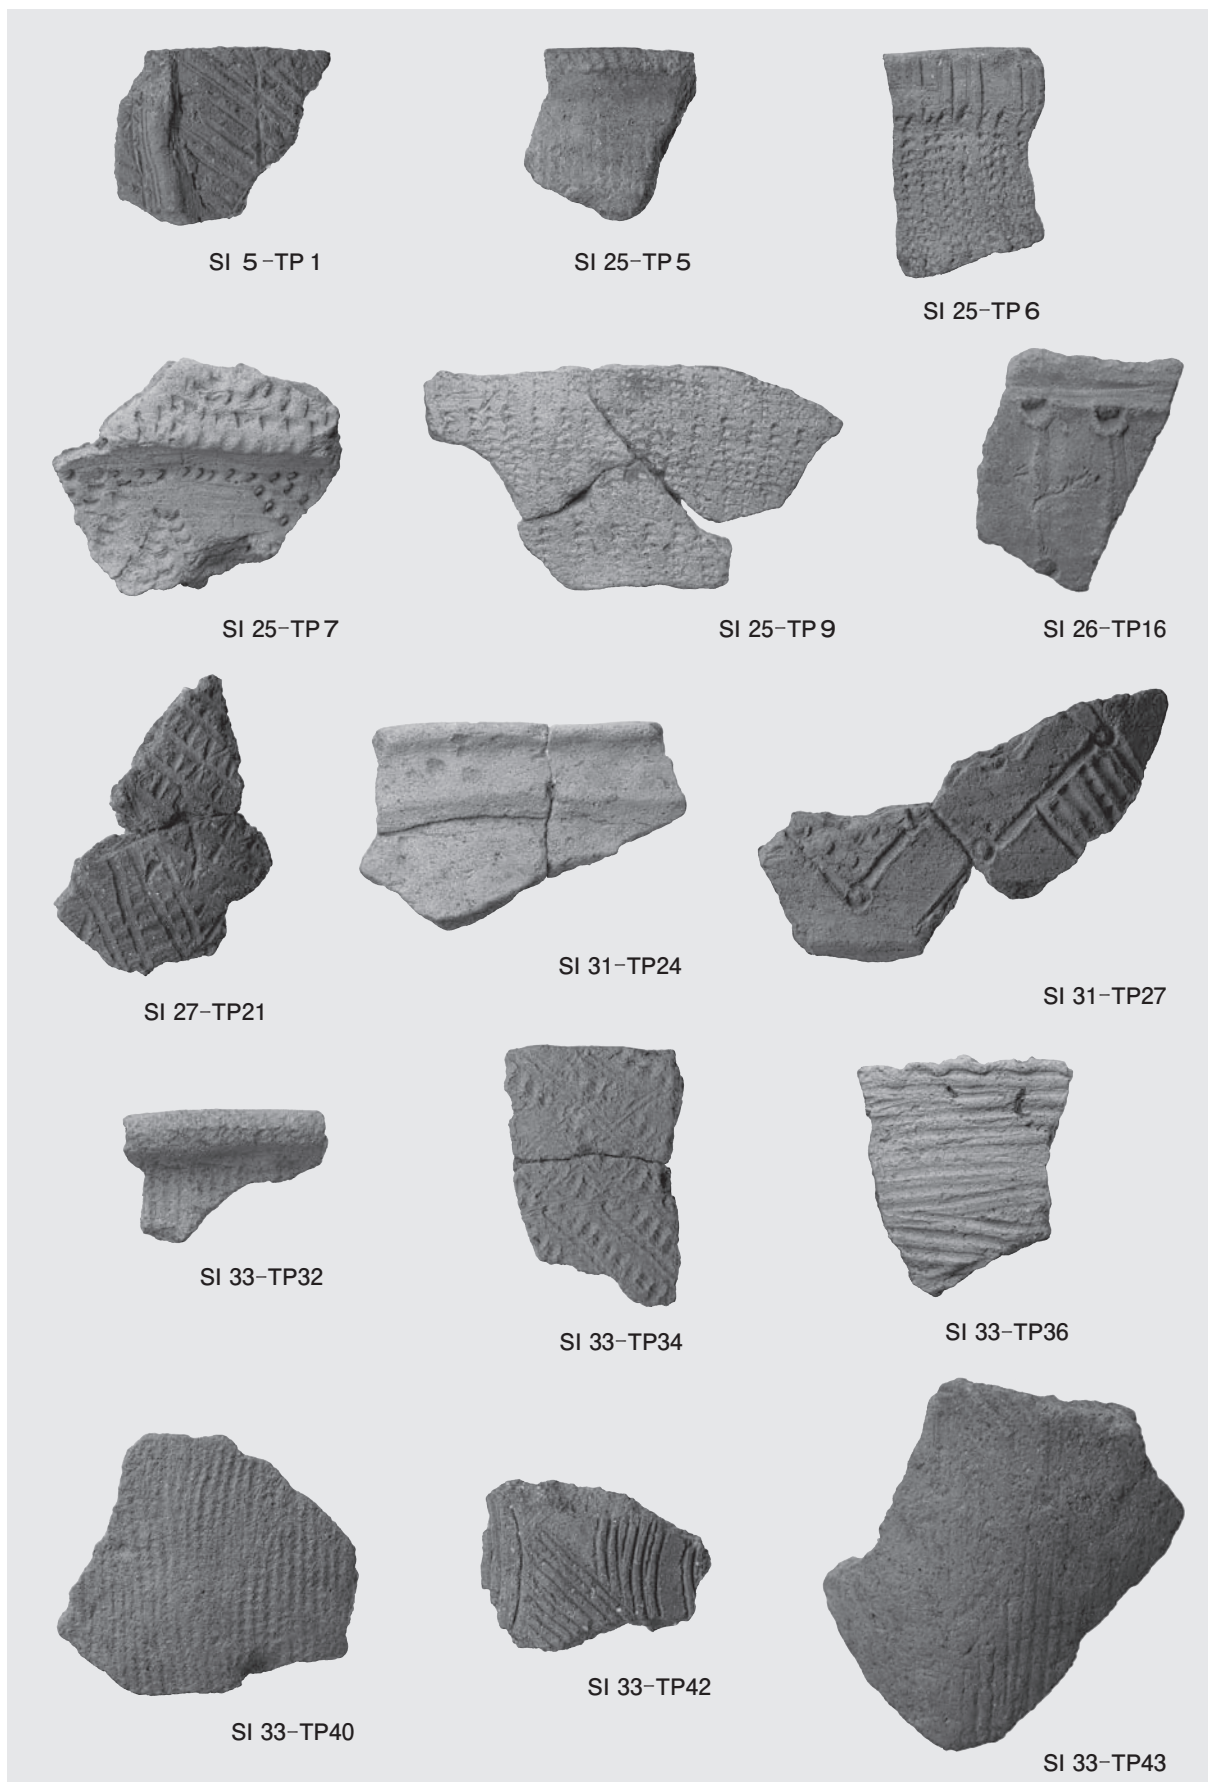 SI 5-TP 1
SI 25-TP 5
SI 25-TP 6
SI 25-TP 7
SI 25-TP 9
SI 26-TP16
SI 27-TP21
SI 31-TP24
SI 31-TP27
SI 33-TP32
SI 33-TP34
SI 33-TP36
SI 33-TP40
SI 33-TP42
SI 33-TP43